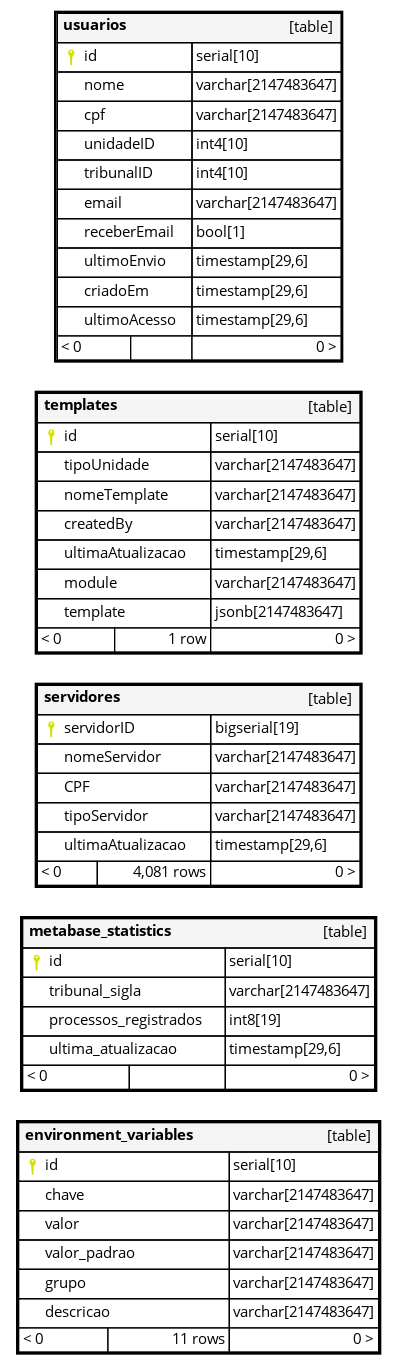 usuarios [table]
id serial[10]
nome varchar[2147483647]
cpf varchar[2147483647]
unidadeID int4[10]
tribunalID int4[10]
email varchar[2147483647]
receberEmail bool[1]
ultimoEnvio timestamp[29,6]
criadoEm timestamp[29,6]
ultimoAcesso timestamp[29,6]
< 0 0 >
templates [table]
id serial[10]
tipoUnidade varchar[2147483647]
nomeTemplate varchar[2147483647]
createdBy varchar[2147483647]
ultimaAtualizacao timestamp[29,6]
module varchar[2147483647]
template jsonb[2147483647]
< 0 1 row 0 >
servidores [table]
servidorID bigserial[19]
nomeServidor varchar[2147483647]
CPF varchar[2147483647]
tipoServidor varchar[2147483647]
ultimaAtualizacao timestamp[29,6]
< 0 4,081 rows 0 >
metabase_statistics [table]
id serial[10]
tribunal_sigla varchar[2147483647]
processos_registrados int8[19]
ultima_atualizacao timestamp[29,6]
< 0 0 >
environment_variables [table]
id serial[10]
chave varchar[2147483647]
valor varchar[2147483647]
valor_padrao varchar[2147483647]
grupo varchar[2147483647]
descricao varchar[2147483647]
< 0 11 rows 0 >